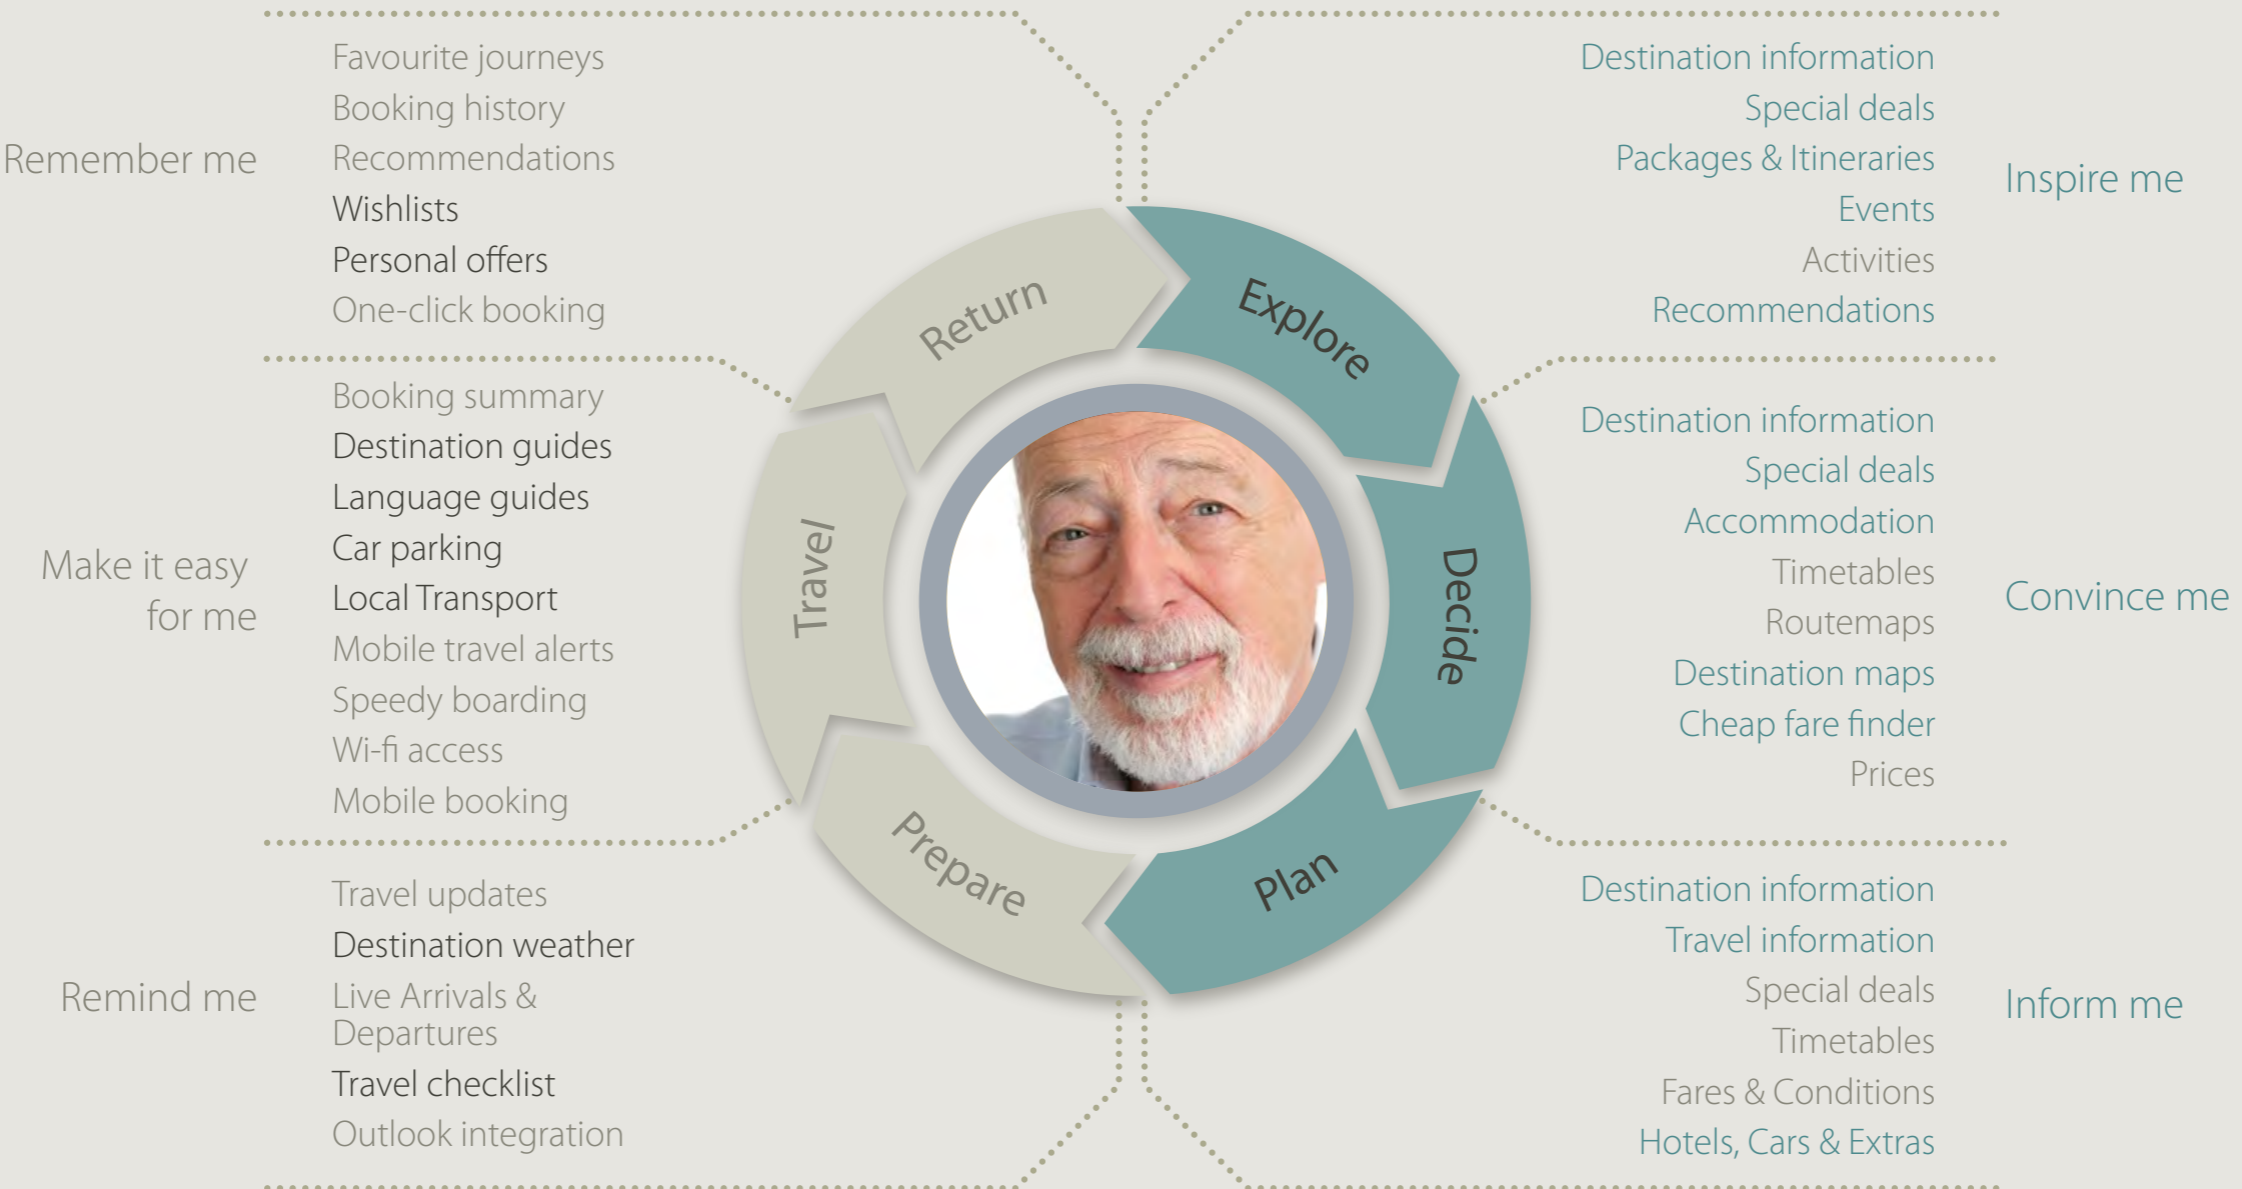 Remember me
Favourite journeys
Booking history
Recommendations
Wishlists
Personal offers
One-click booking
Make it easy
for me
Booking summary
Destination guides
Language guides
Car parking
Local Transport
Mobile travel alerts
Speedy boarding
Wi-fi access
Mobile booking
Remind me
Travel updates
Destination weather
Live Arrivals &
Departures
Travel checklist
Outlook integration
Return
Explore
Travel
Decide
Prepare
Plan
Destination information
Special deals
Packages & Itineraries
Events
Activities
Recommendations
Inspire me
Destination information
Special deals
Accommodation
Timetables
Routemaps
Destination maps
Cheap fare finder
Prices
Convince me
Destination information
Travel information
Special deals
Timetables
Fares & Conditions
Hotels, Cars & Extras
Inform me